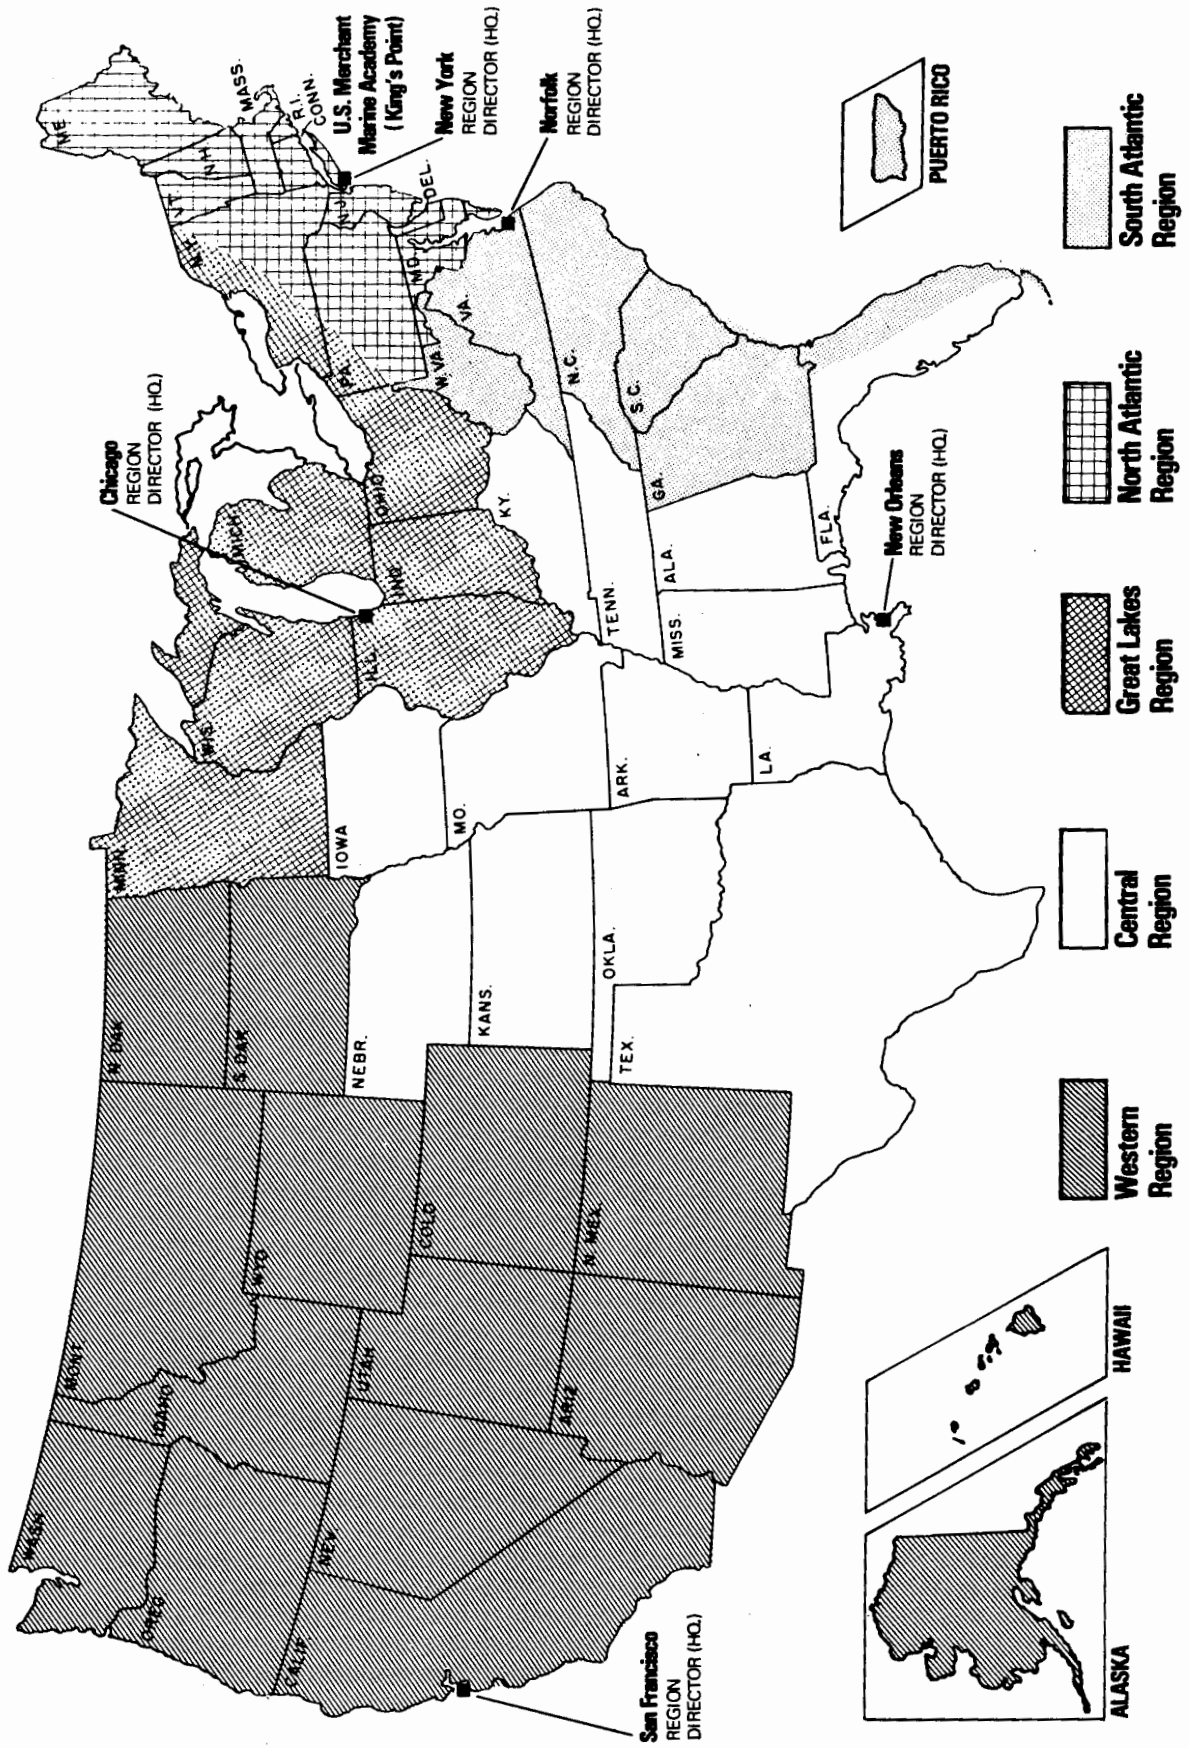 WASH.
OREG.
CALIF.
NEV.
IDAHO
MONT.
WYO.
UTAH
ARIZ.
COLO.
N. MEX.
N. DAK.
S. DAK.
NEBR.
KANS.
OKLA.
TEX.
MINN.
IOWA
MO.
ARK.
LA.
WIS.
ILL.
MICH.
IND.
OHIO
KY.
TENN.
MISS.
ALA.
GA.
FLA.
S.C.
N.C.
VA.
W. VA.
MD.
DEL.
PA.
N.J.
N.Y.
VT.
N.H.
ME.
MASS.
R.I.
CONN.
San Francisco
REGION
DIRECTOR (HQ.)
Chicago
REGION
DIRECTOR (HQ.)
New Orleans
REGION
DIRECTOR (HQ.)
U.S. Merchant
Marine Academy
(King's Point)
New York
REGION
DIRECTOR (HQ.)
Norfolk
REGION
DIRECTOR (HQ.)
ALASKA
HAWAII
PUERTO RICO
Western
Region
Central
Region
Great Lakes
Region
North Atlantic
Region
South Atlantic
Region